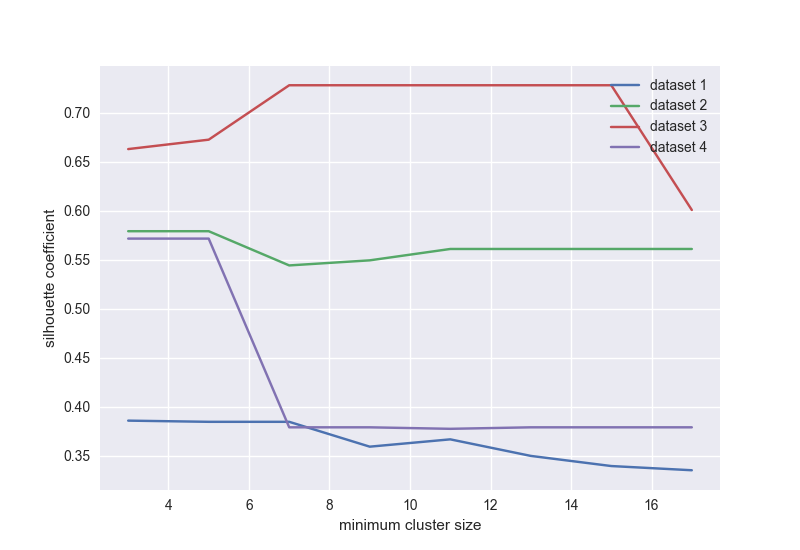 dataset 1
dataset 2
dataset 3
dataset 4
silhouette coefficient
0.70
0.65
0.60
0.55
0.50
0.45
0.40
0.35
4 6 8 10 12 14 16
minimum cluster size